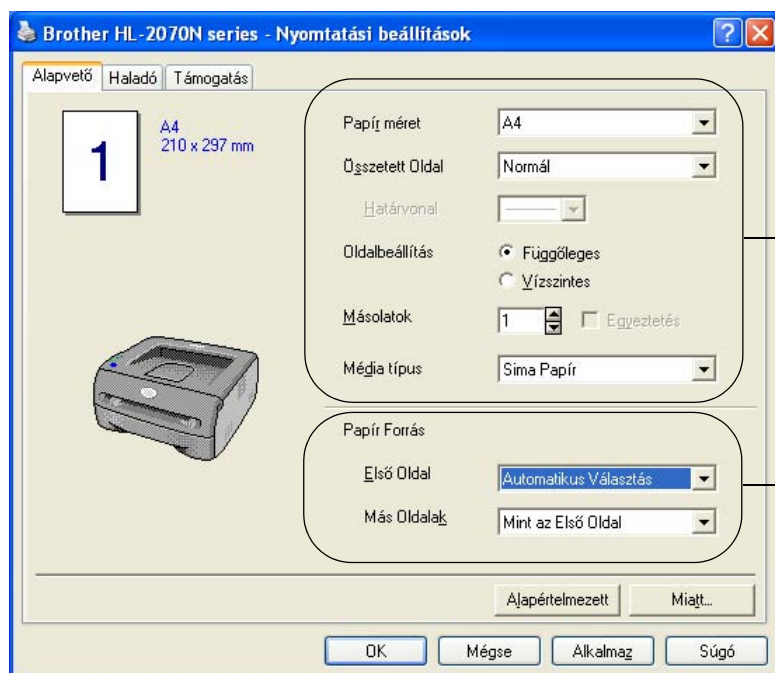 Brother HL-2070N series - Nyomtatási beállítások
Alapvető Haladó Támogatás
1
A4
210 x 297 mm
Papír méret A4
Összetett Oldal Normál
Határvonal
Oldalbeállítás Függőleges
Vízszintes
Másolatok 1 Egyeztetés
Média típus Sima Papír
Papír Forrás
Első Oldal Automatikus Választás
Más Oldalak Mint az Első Oldal
Alapértelmezett Miatt...
OK Mégse Alkalmaz Súgó